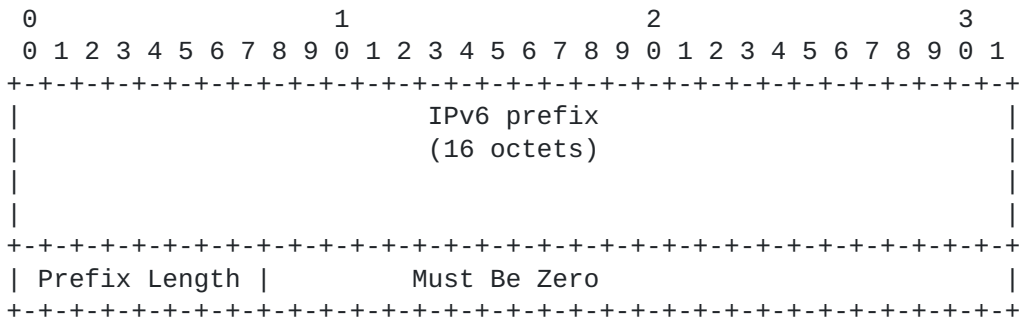 0                   1                   2                   3
 0 1 2 3 4 5 6 7 8 9 0 1 2 3 4 5 6 7 8 9 0 1 2 3 4 5 6 7 8 9 0 1
+-+-+-+-+-+-+-+-+-+-+-+-+-+-+-+-+-+-+-+-+-+-+-+-+-+-+-+-+-+-+-+-+
|                          IPv6 prefix                          |
|                          (16 octets)                          |
|                                                               |
|                                                               |
+-+-+-+-+-+-+-+-+-+-+-+-+-+-+-+-+-+-+-+-+-+-+-+-+-+-+-+-+-+-+-+-+
| Prefix Length |         Must Be Zero                          |
+-+-+-+-+-+-+-+-+-+-+-+-+-+-+-+-+-+-+-+-+-+-+-+-+-+-+-+-+-+-+-+-+